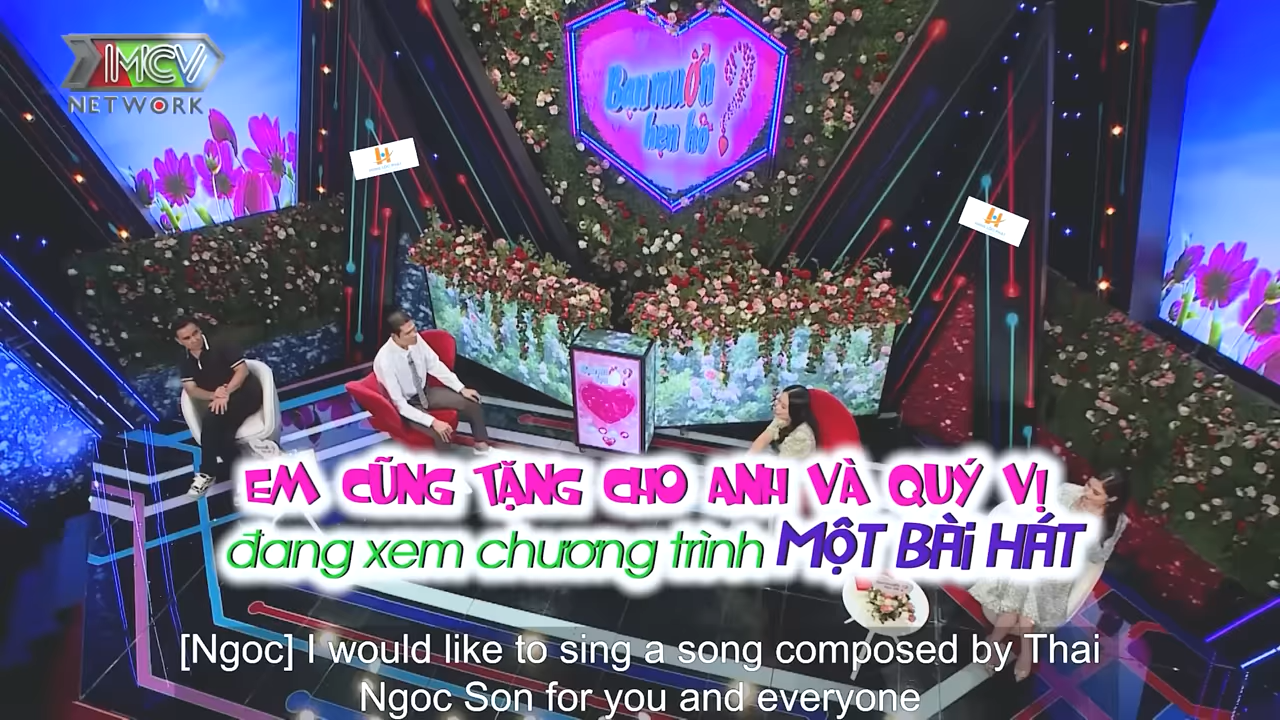 MCV
NETWORK
Bạn muốn
hẹn hò
EM CŨNG TẶNG CHO ANH VÀ QUÝ VỊ
đang xem chương trình MỘT BÀI HÁT
[Ngoc] I would like to sing a song composed by Thai
Ngoc Son for you and everyone